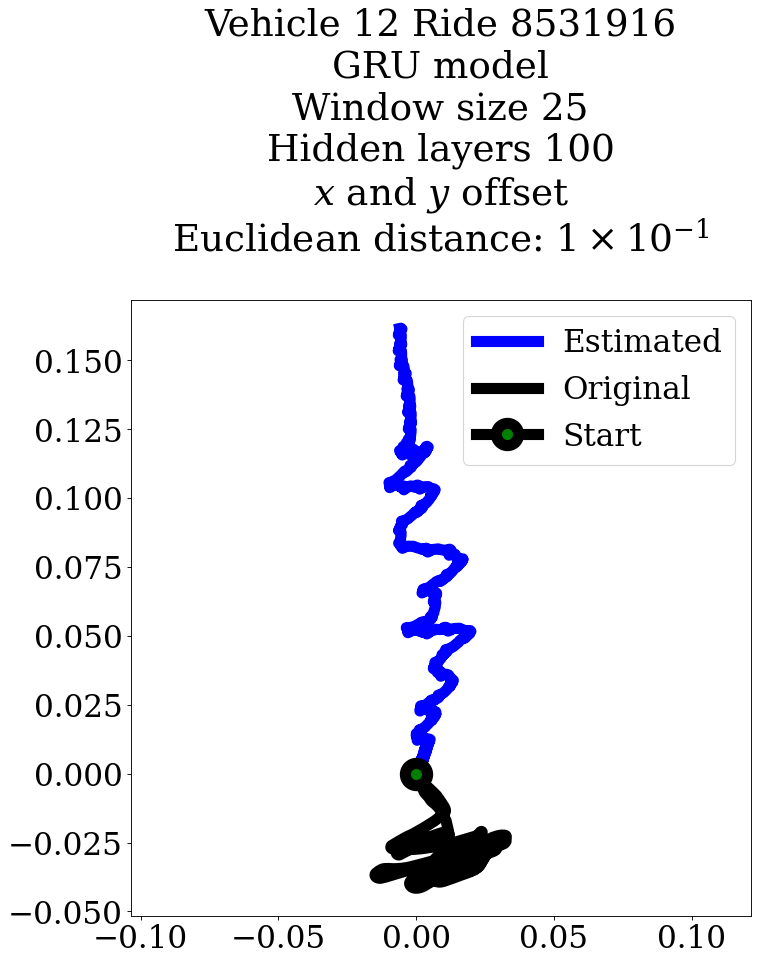 Vehicle 12 Ride 8531916
GRU model
Window size 25
Hidden layers 100
x and y offset
Euclidean distance: 1 × 10⁻¹
Estimated
Original
Start
0.150
0.125
0.100
0.075
0.050
0.025
0.000
−0.025
−0.050
−0.10 −0.05 0.00 0.05 0.10